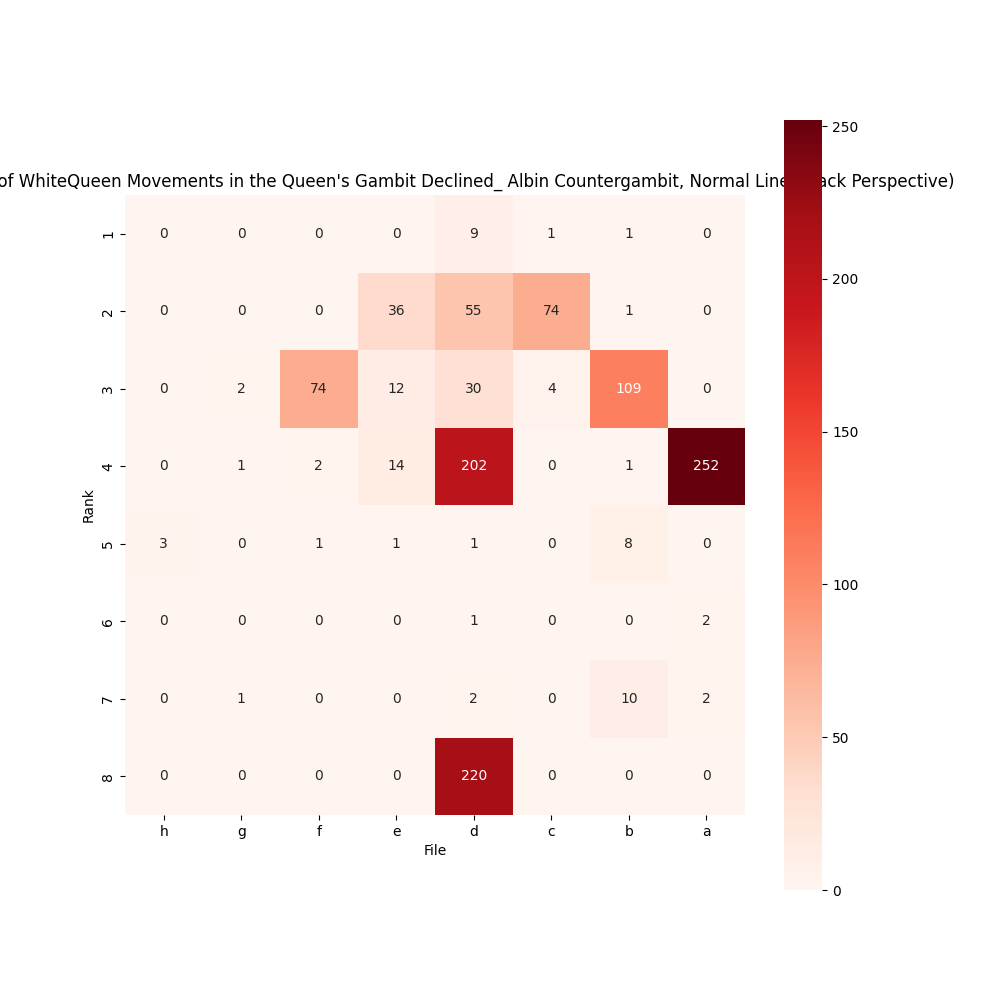 of WhiteQueen Movements in the Queen's Gambit Declined_ Albin Countergambit, Normal Line ack Perspective)
1 0 0 0 0 9 1 1 0
2 0 0 0 36 55 74 1 0
3 0 2 74 12 30 4 109 0
4 0 1 2 14 202 0 1 252
5 3 0 1 1 1 8 0
6 0 0 0 0 1 0 0 2
7 0 1 0 0 2 0 10 2
8 0 0 0 0 220 0 0 0
h g f e d c b a
File
Rank
250
200
150
100
50
0